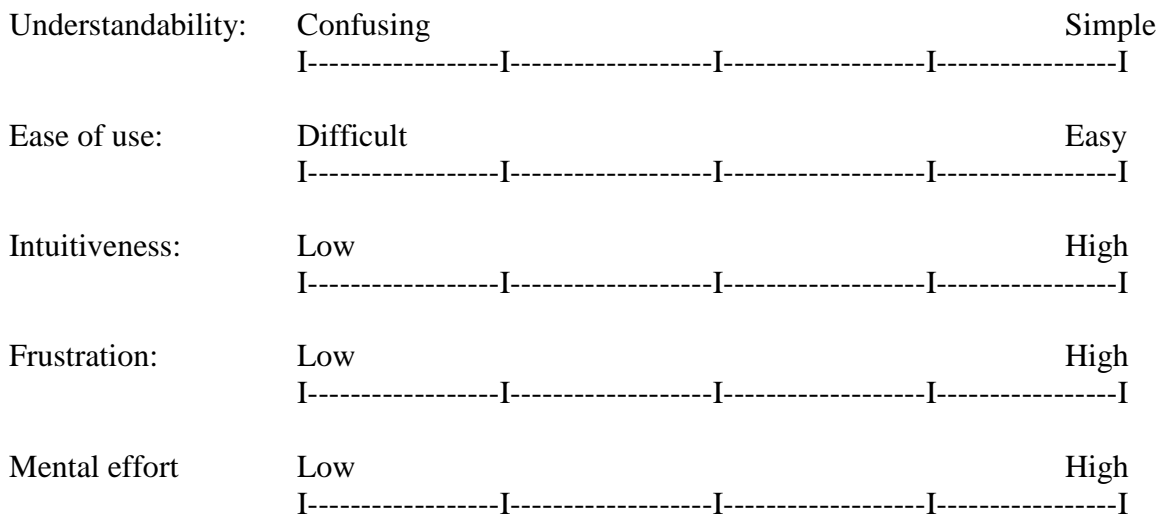 Understandability: Confusing Simple
I------------------I-------------------I-------------------I-----------------I
Ease of use: Difficult Easy
I------------------I-------------------I-------------------I-----------------I
Intuitiveness: Low High
I------------------I-------------------I-------------------I-----------------I
Frustration: Low High
I------------------I-------------------I-------------------I-----------------I
Mental effort Low High
I------------------I-------------------I-------------------I-----------------I